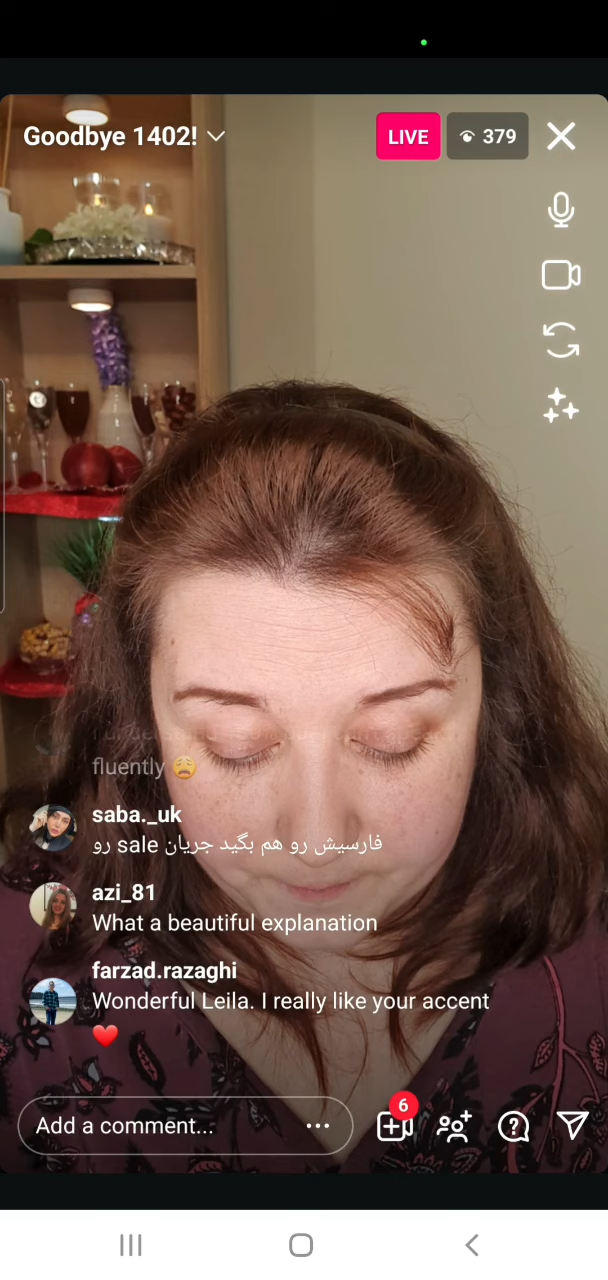 Goodbye 1402!
LIVE
379
fluently 😩
saba._uk
فارسیش رو هم بگید جریان sale رو
azi_81
What a beautiful explanation
farzad.razaghi
Wonderful Leila. I really like your accent
❤️
Add a comment...
6